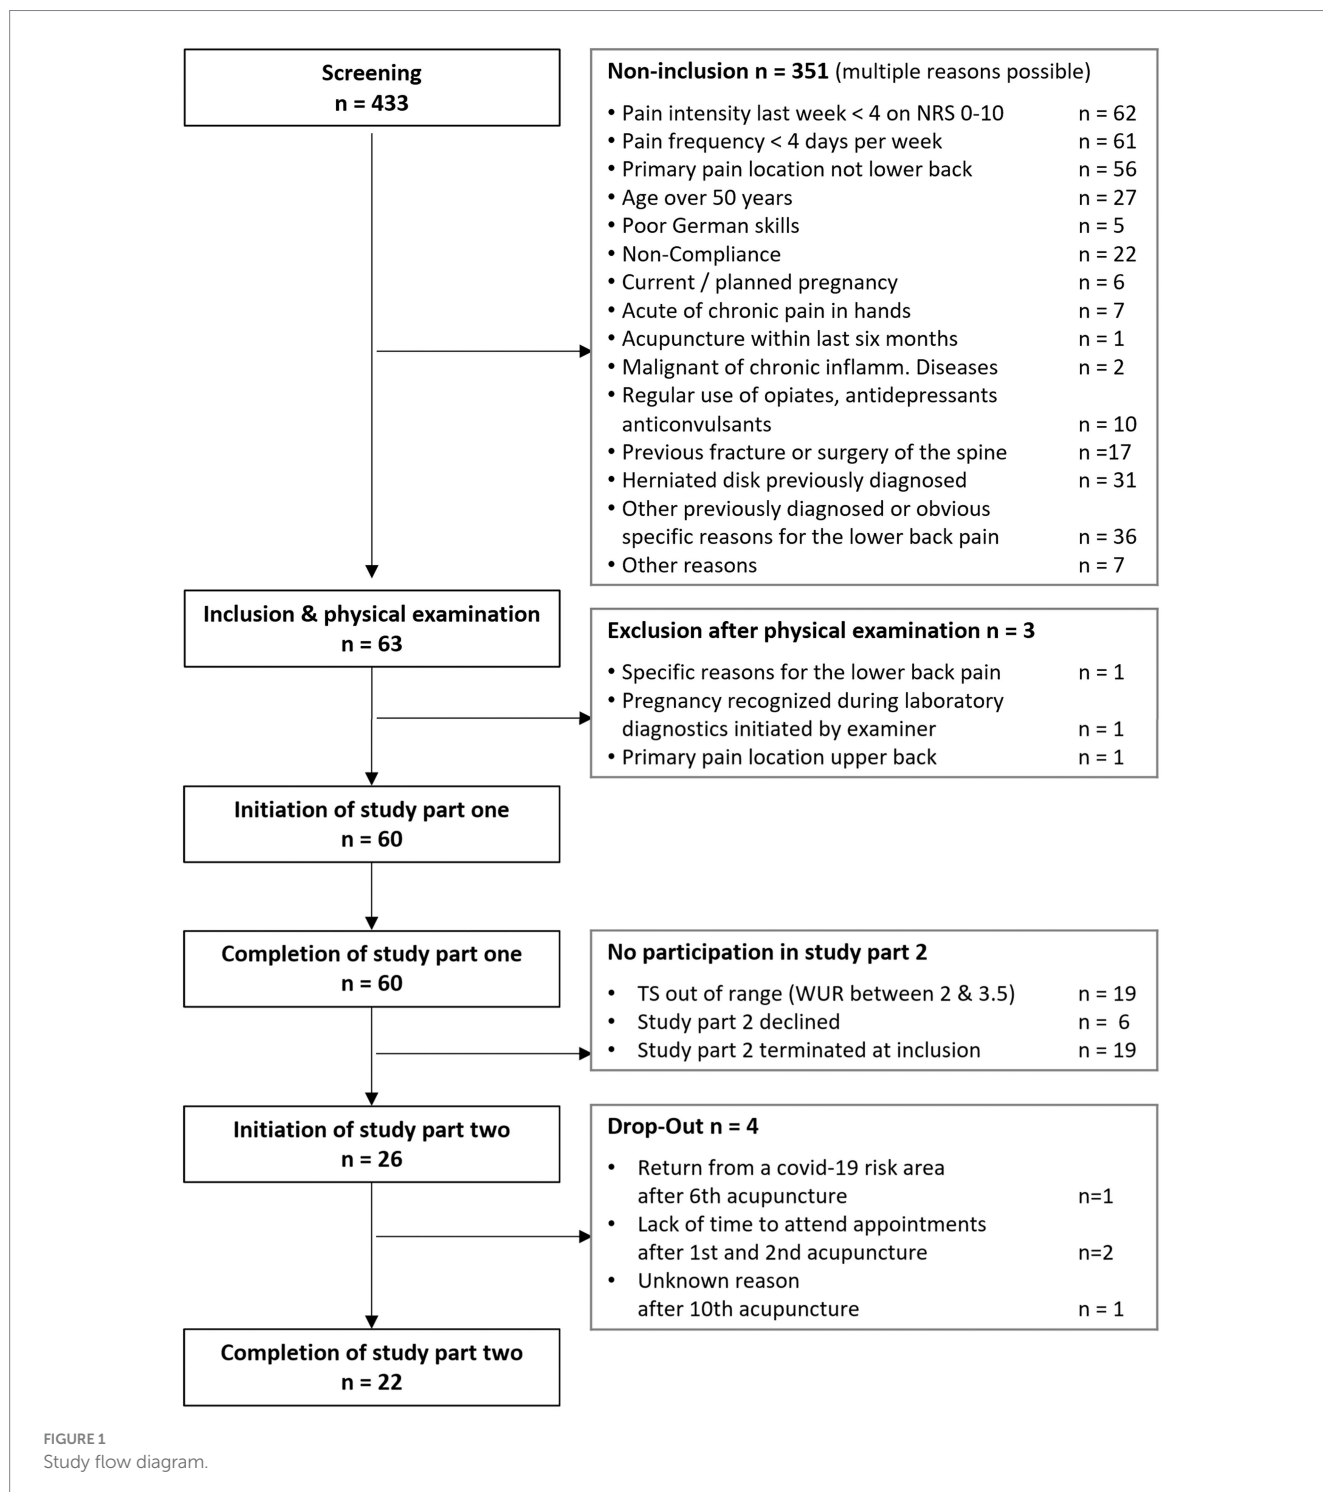 Screening
n = 433
Non-inclusion n = 351 (multiple reasons possible)
• Pain intensity last week < 4 on NRS 0-10 n = 62
• Pain frequency < 4 days per week n = 61
• Primary pain location not lower back n = 56
• Age over 50 years n = 27
• Poor German skills n = 5
• Non-Compliance n = 22
• Current / planned pregnancy n = 6
• Acute of chronic pain in hands n = 7
• Acupuncture within last six months n = 1
• Malignant of chronic inflamm. Diseases n = 2
• Regular use of opiates, antidepressants
anticonvulsants n = 10
• Previous fracture or surgery of the spine n =17
• Herniated disk previously diagnosed n = 31
• Other previously diagnosed or obvious
specific reasons for the lower back pain n = 36
• Other reasons n = 7
Inclusion & physical examination
n = 63
Exclusion after physical examination n = 3
• Specific reasons for the lower back pain n = 1
• Pregnancy recognized during laboratory
diagnostics initiated by examiner n = 1
• Primary pain location upper back n = 1
Initiation of study part one
n = 60
Completion of study part one
n = 60
No participation in study part 2
• TS out of range (WUR between 2 & 3.5) n = 19
• Study part 2 declined n = 6
• Study part 2 terminated at inclusion n = 19
Initiation of study part two
n = 26
Drop-Out n = 4
• Return from a covid-19 risk area
after 6th acupuncture n=1
• Lack of time to attend appointments
after 1st and 2nd acupuncture n=2
• Unknown reason
after 10th acupuncture n = 1
Completion of study part two
n = 22
FIGURE 1
Study flow diagram.